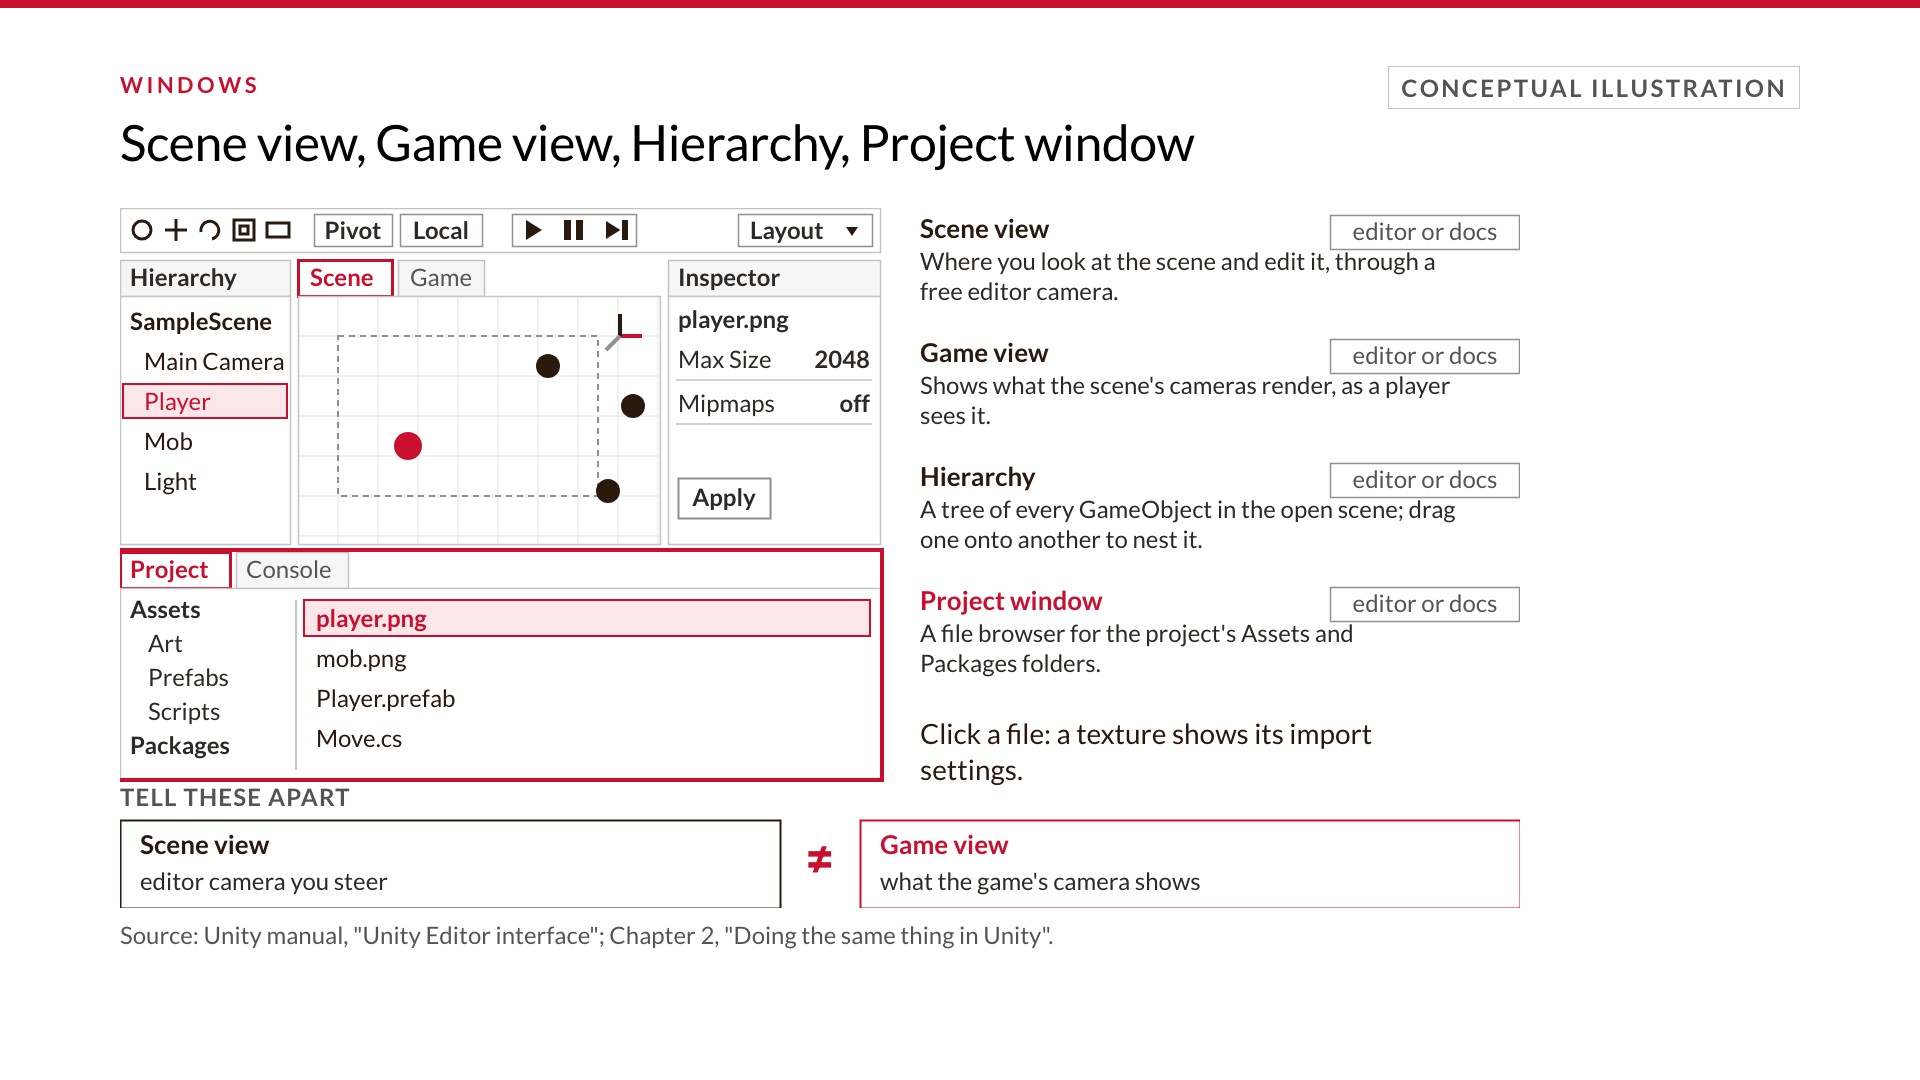 WINDOWS
CONCEPTUAL ILLUSTRATION
Scene view, Game view, Hierarchy, Project window
Pivot
Local
Layout
Hierarchy
SampleScene
Main Camera
Player
Mob
Light
Scene
Game
Inspector
player.png
Max Size 2048
Mipmaps off
Apply
Project
Console
Assets
Art
Prefabs
Scripts
Packages
player.png
mob.png
Player.prefab
Move.cs
Scene view
editor or docs
Where you look at the scene and edit it, through a
free editor camera.
Game view
editor or docs
Shows what the scene's cameras render, as a player
sees it.
Hierarchy
editor or docs
A tree of every GameObject in the open scene; drag
one onto another to nest it.
Project window
editor or docs
A file browser for the project's Assets and
Packages folders.
Click a file: a texture shows its import
settings.
TELL THESE APART
Scene view
editor camera you steer
≠
Game view
what the game's camera shows
Source: Unity manual, "Unity Editor interface"; Chapter 2, "Doing the same thing in Unity".